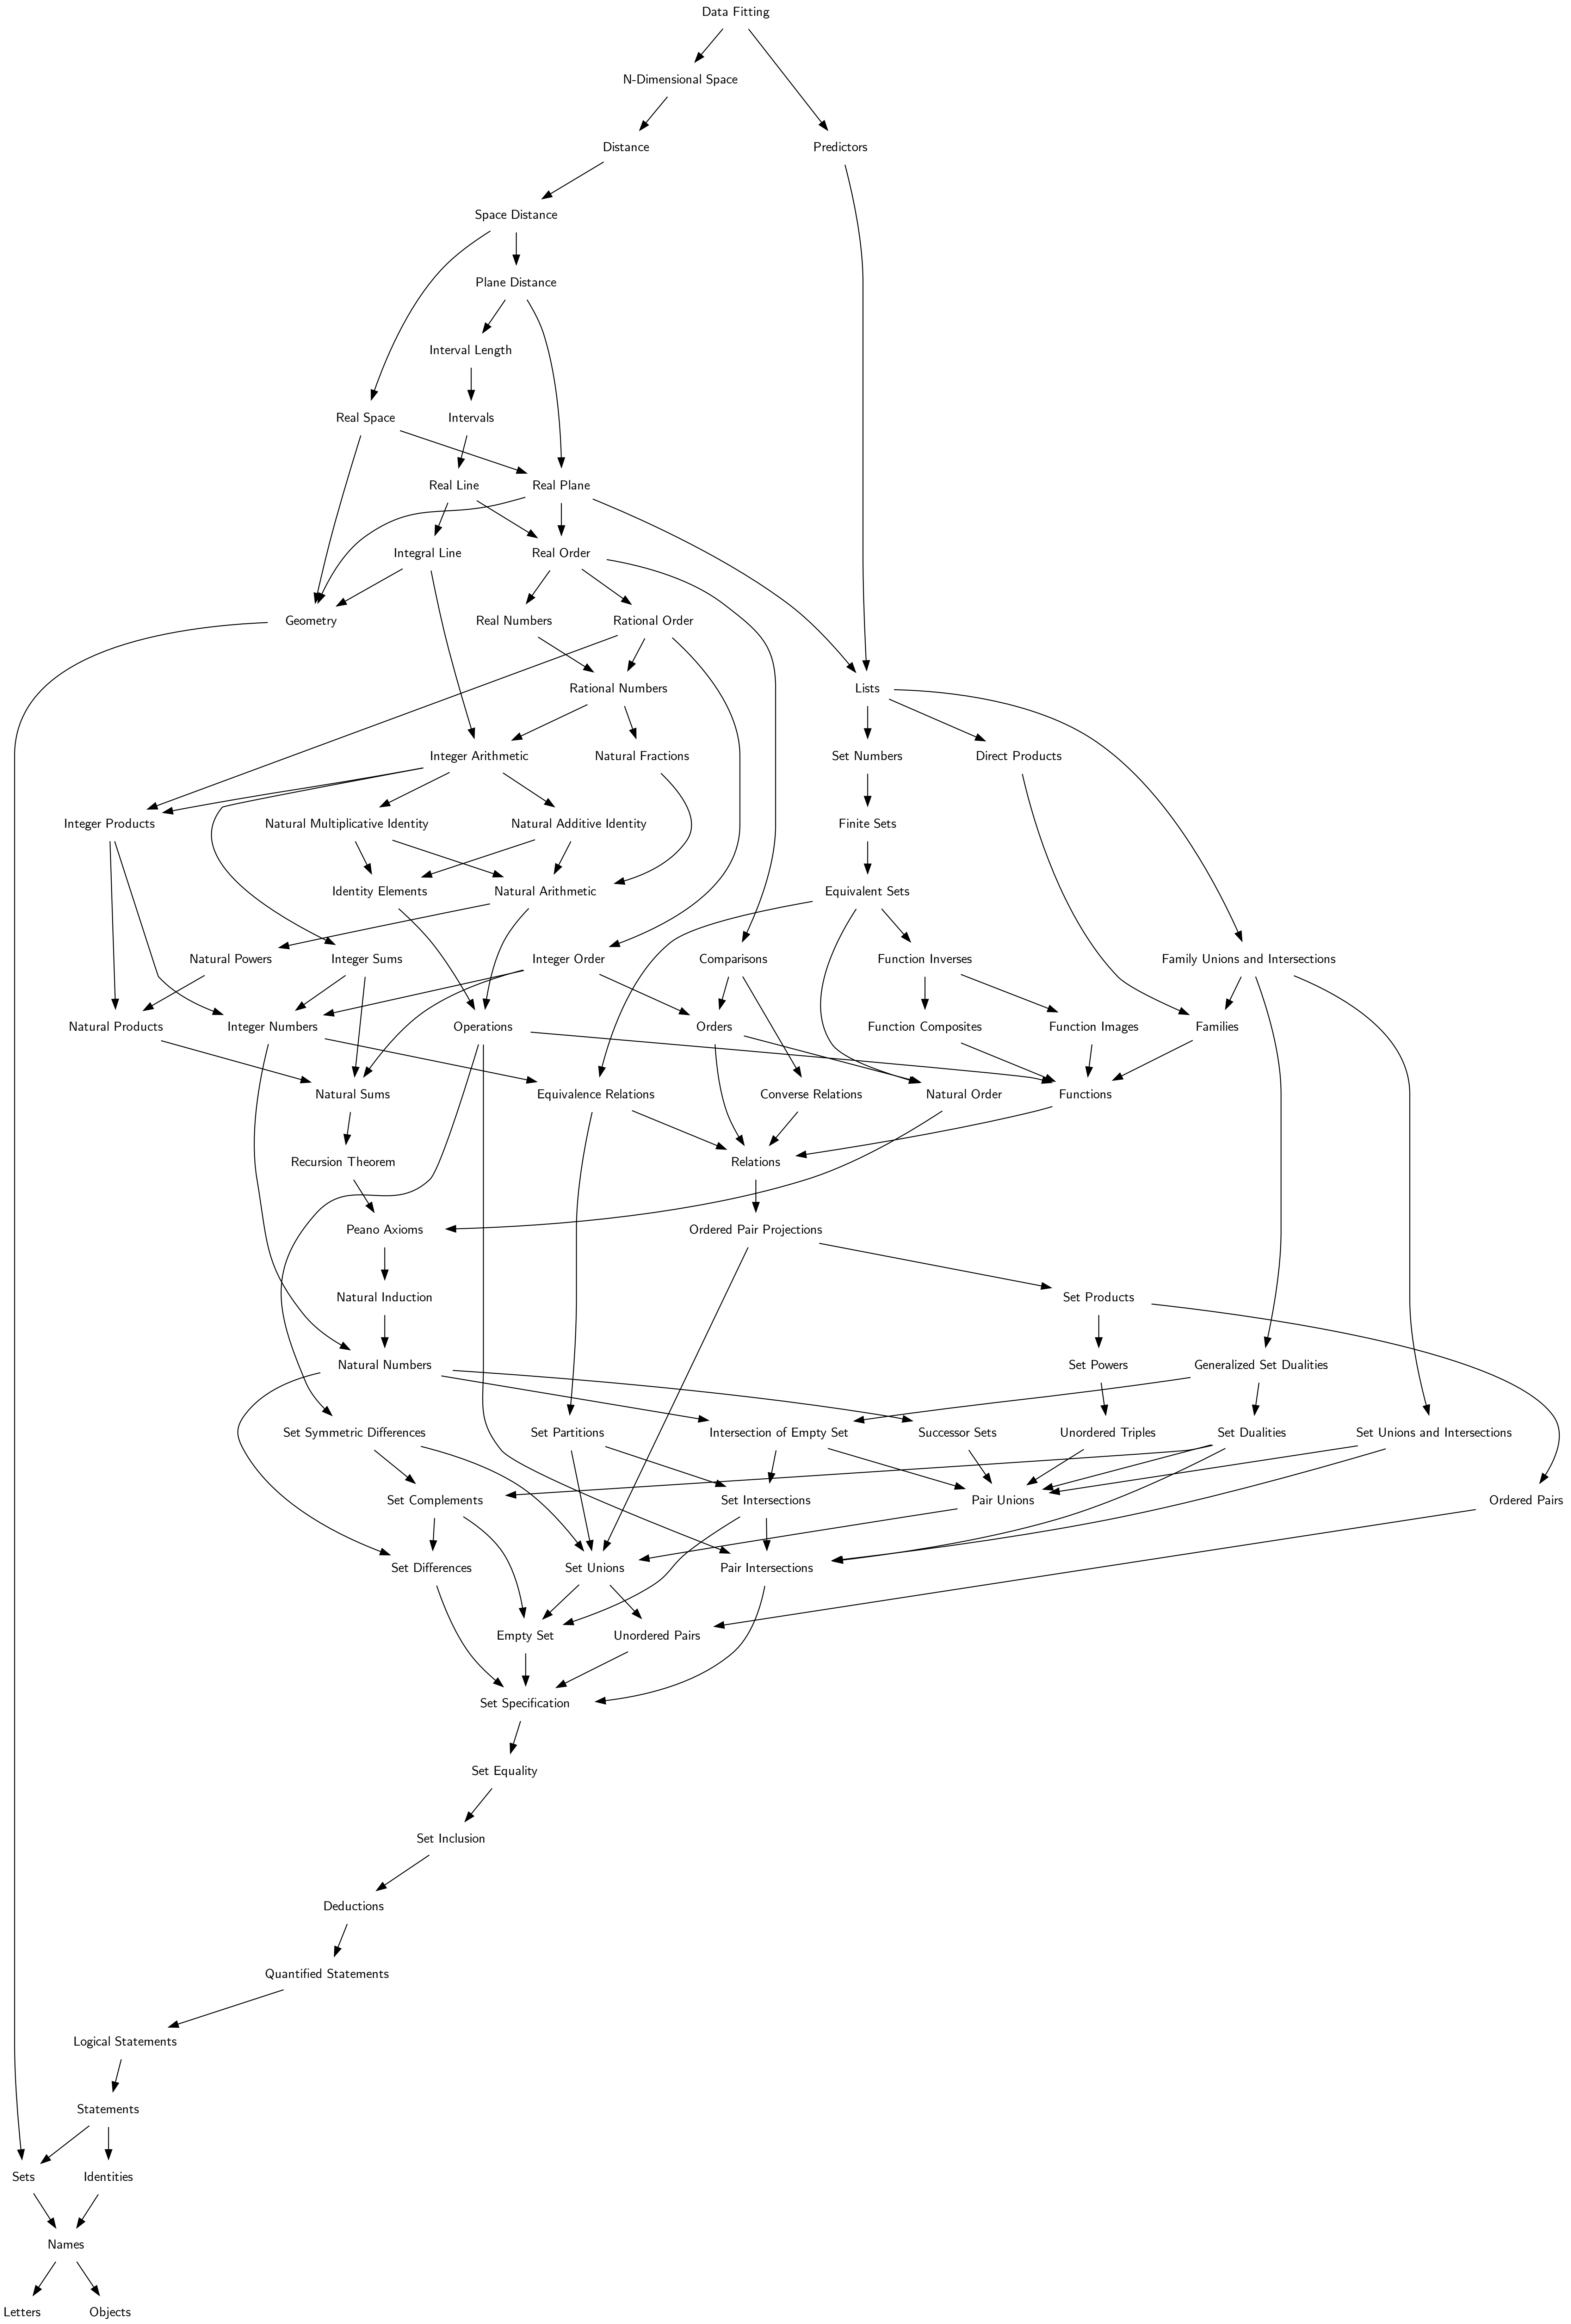 Data Fitting
N-Dimensional Space
Distance
Predictors
Space Distance
Plane Distance
Interval Length
Real Space
Intervals
Real Line
Real Plane
Integral Line
Real Order
Geometry
Real Numbers
Rational Order
Rational Numbers
Lists
Integer Arithmetic
Natural Fractions
Set Numbers
Direct Products
Integer Products
Natural Multiplicative Identity
Natural Additive Identity
Finite Sets
Identity Elements
Natural Arithmetic
Equivalent Sets
Natural Powers
Integer Sums
Integer Order
Comparisons
Function Inverses
Family Unions and Intersections
Natural Products
Integer Numbers
Operations
Orders
Function Composites
Function Images
Families
Natural Sums
Equivalence Relations
Converse Relations
Natural Order
Functions
Recursion Theorem
Relations
Peano Axioms
Ordered Pair Projections
Natural Induction
Set Products
Natural Numbers
Set Powers
Generalized Set Dualities
Set Symmetric Differences
Set Partitions
Intersection of Empty Set
Successor Sets
Unordered Triples
Set Dualities
Set Unions and Intersections
Set Complements
Set Intersections
Pair Unions
Ordered Pairs
Set Differences
Set Unions
Pair Intersections
Empty Set
Unordered Pairs
Set Specification
Set Equality
Set Inclusion
Deductions
Quantified Statements
Logical Statements
Statements
Sets
Identities
Names
Letters
Objects